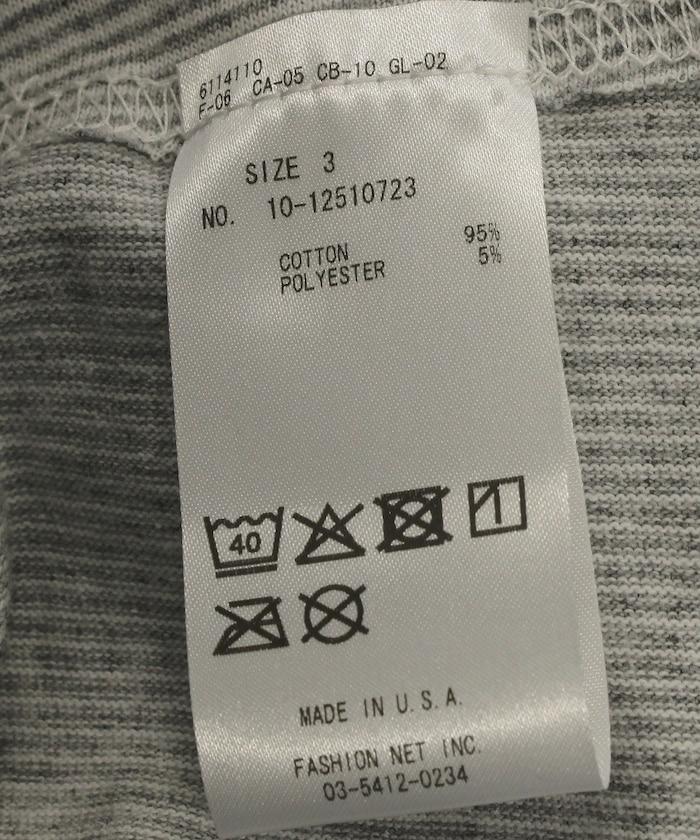 6114110
F-06 CA-05 CB-10 GL-02
SIZE 3
NO. 10-12510723
COTTON 95%
POLYESTER 5%
40
MADE IN U.S.A.
FASHION NET INC.
03-5412-0234